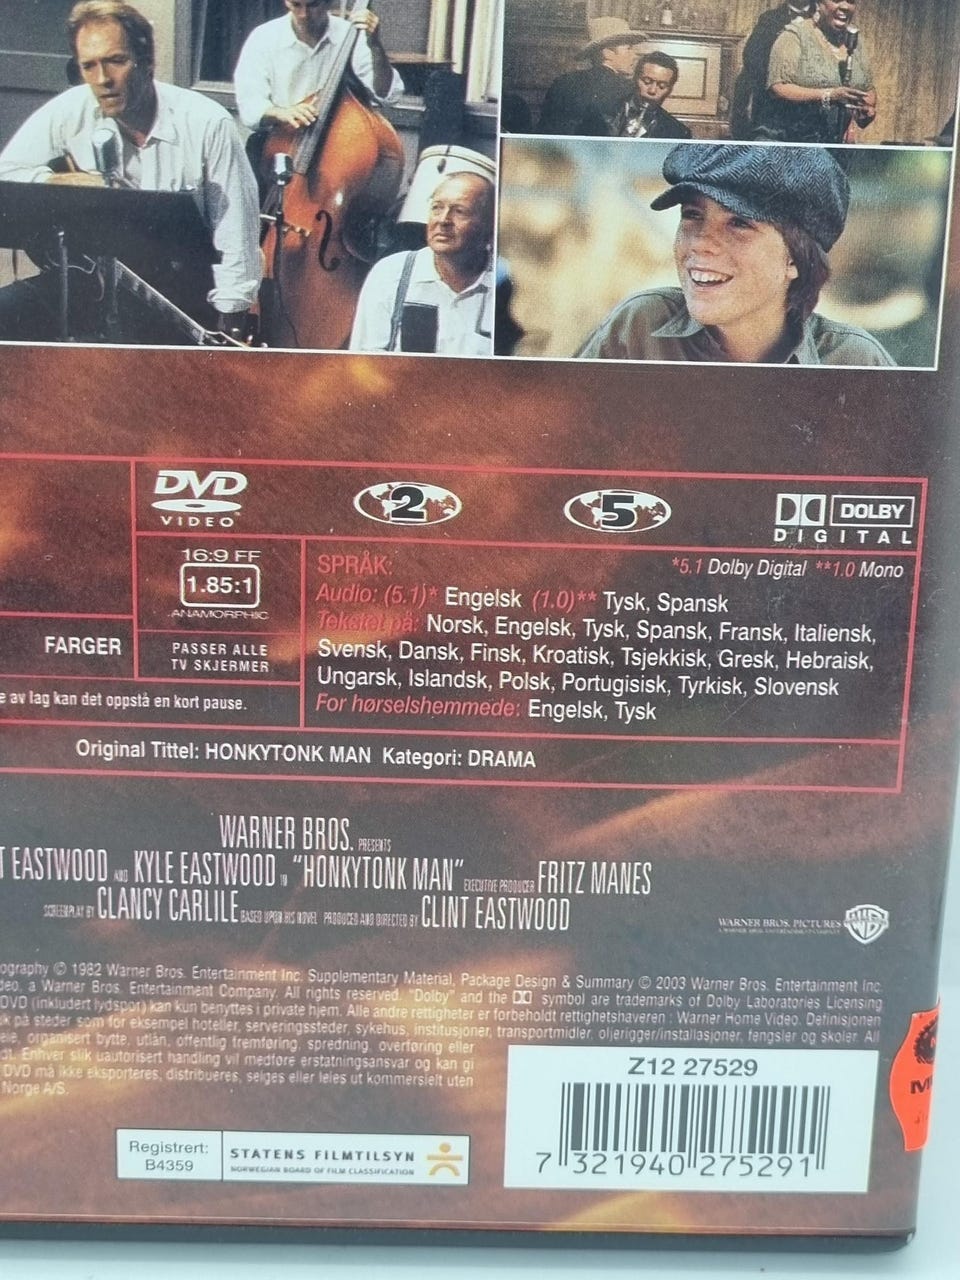 DVD
VIDEO
2
5
DOLBY
DIGITAL
16:9 FF
1.85:1
ANAMORPHIC
SPRÅK:
*5.1 Dolby Digital **1.0 Mono
Audio: (5.1)* Engelsk (1.0)** Tysk, Spansk
Tekstet på: Norsk, Engelsk, Tysk, Spansk, Fransk, Italiensk,
Svensk, Dansk, Finsk, Kroatisk, Tsjekkisk, Gresk, Hebraisk,
Ungarsk, Islandsk, Polsk, Portugisisk, Tyrkisk, Slovensk
For hørselshemmede: Engelsk, Tysk
FARGER
PASSER ALLE
TV SKJERMER
e av lag kan det oppstå en kort pause.
Original Tittel: HONKYTONK MAN Kategori: DRAMA
WARNER BROS. PRESENTS
T EASTWOOD AND KYLE EASTWOOD IN "HONKYTONK MAN" EXECUTIVE PRODUCER FRITZ MANES
SCREENPLAY BY CLANCY CARLILE BASED UPON HIS NOVEL PRODUCED AND DIRECTED BY CLINT EASTWOOD
WARNER BROS. PICTURES
WB
ography © 1982 Warner Bros. Entertainment Inc. Supplementary Material, Package Design & Summary © 2003 Warner Bros. Entertainment Inc.
deo, a Warner Bros. Entertainment Company. All rights reserved. "Dolby" and the symbol are trademarks of Dolby Laboratories Licensing
DVD (inkludert lydspor) kan kun benyttes i private hjem. Alle andre rettigheter er forbeholdt rettighetshaveren : Warner Home Video. Definisjonen
k på steder som for eksempel hoteller, serveringssteder, sykehus, institusjoner, transportmidler, oljerigger/installasjoner, fengsler og skoler. All
eie, organisert bytte, utlån, offentlig fremføring, spredning, overføring eller
dt. Enhver slik uautorisert handling vil medføre erstatningsansvar og kan gi
DVD må ikke eksporteres, distribueres, selges eller leies ut kommersielt uten
Norge A/S.
Z12 27529
7 321940 275291
Registrert:
B4359
STATENS FILMTILSYN
NORWEGIAN BOARD OF FILM CLASSIFICATION